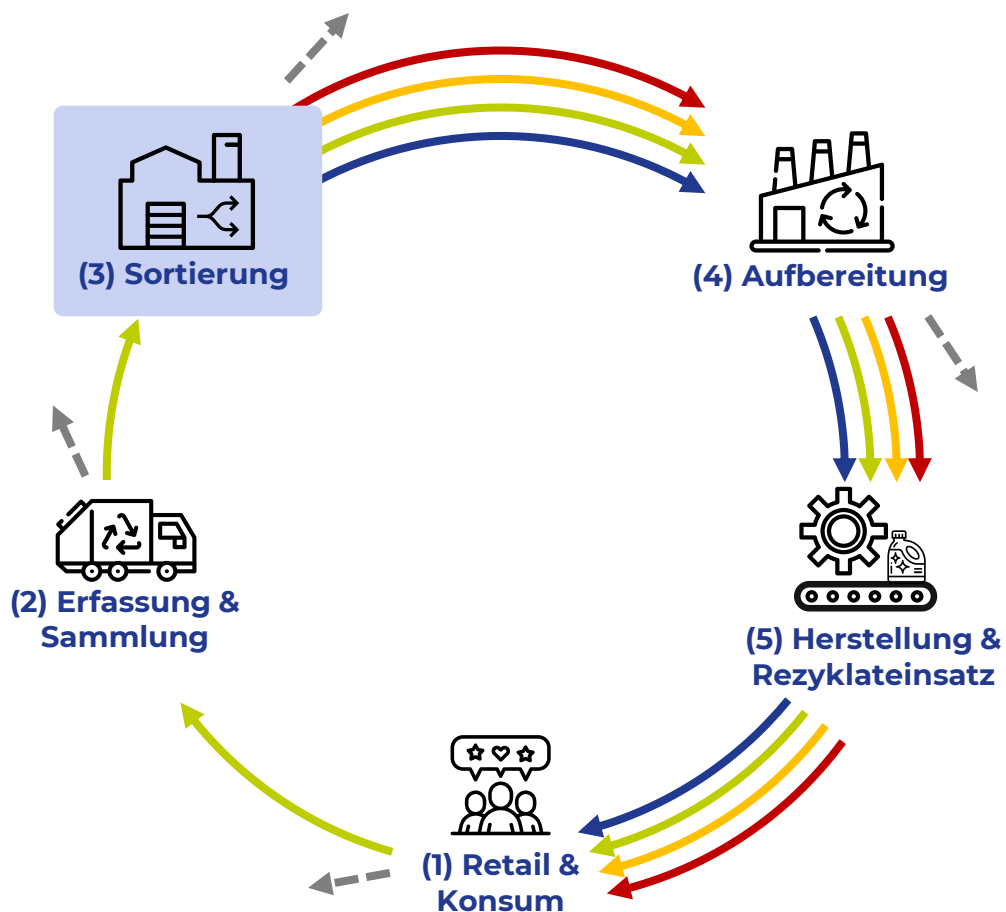 (3) Sortierung
(4) Aufbereitung
(2) Erfassung &
Sammlung
(5) Herstellung &
Rezyklateinsatz
(1) Retail &
Konsum